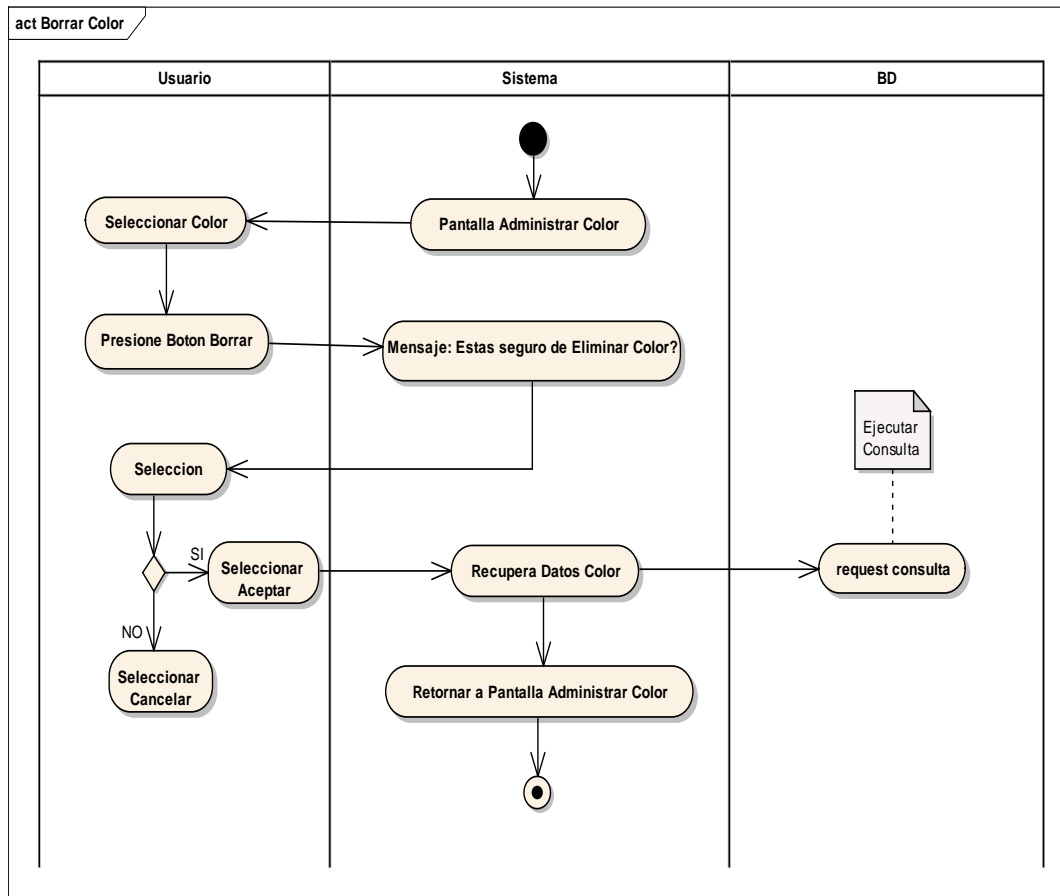 act Borrar Color
Usuario
Sistema
BD
Seleccionar Color
Pantalla Administrar Color
Presione Boton Borrar
Mensaje: Estas seguro de Eliminar Color?
Ejecutar
Consulta
Seleccion
SI
Seleccionar
Aceptar
Recupera Datos Color
request consulta
NO
Seleccionar
Cancelar
Retornar a Pantalla Administrar Color